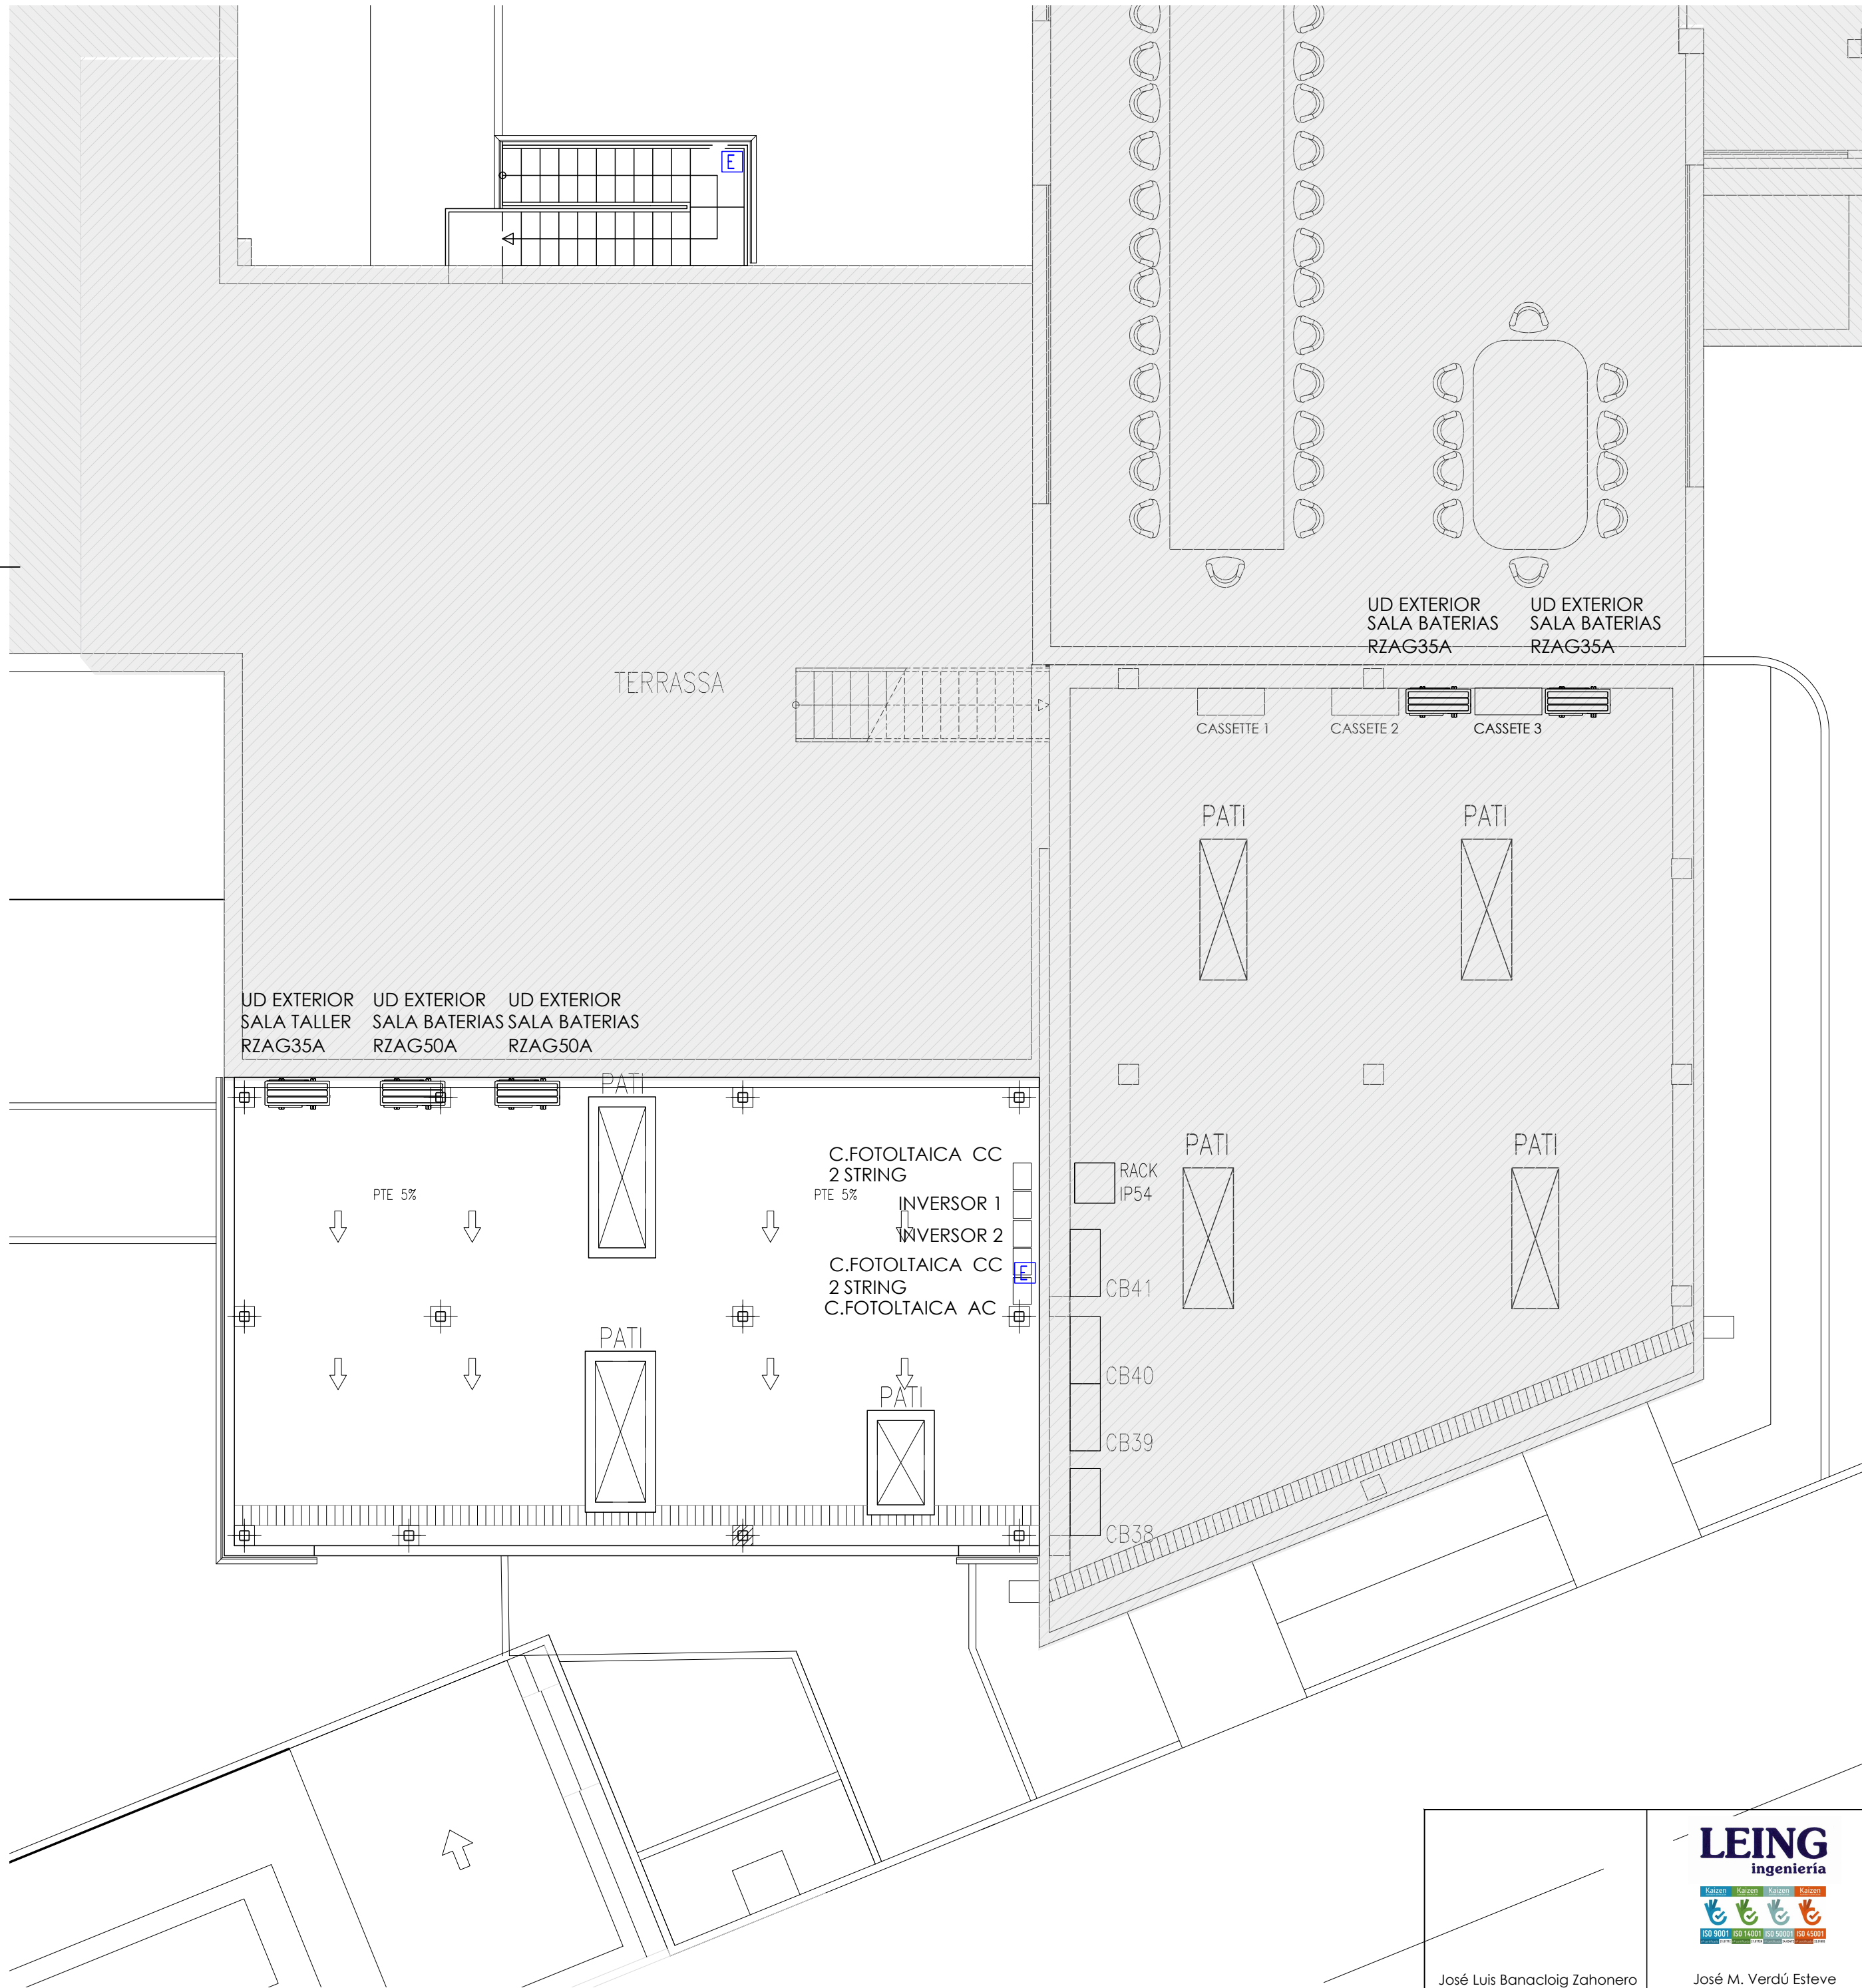 E
UD EXTERIOR
SALA BATERIAS
RZAG35A
UD EXTERIOR
SALA BATERIAS
RZAG35A
TERRASSA
CASSETTE 1
CASSETE 2
CASSETE 3
PATI
PATI
UD EXTERIOR
SALA TALLER
RZAG35A
UD EXTERIOR
SALA BATERIAS
RZAG50A
UD EXTERIOR
SALA BATERIAS
RZAG50A
PATI
C.FOTOLTAICA CC
2 STRING
PTE 5%
PTE 5%
INVERSOR 1
INVERSOR 2
C.FOTOLTAICA CC
2 STRING
E
C.FOTOLTAICA AC
RACK
IP54
PATI
PATI
CB41
PATI
PATI
CB40
CB39
CB38
LEING
ingeniería
Kaizen
Kaizen
Kaizen
Kaizen
ISO 9001
ISO 14001
ISO 50001
ISO 45001
José Luis Banacloig Zahonero
José M. Verdú Esteve